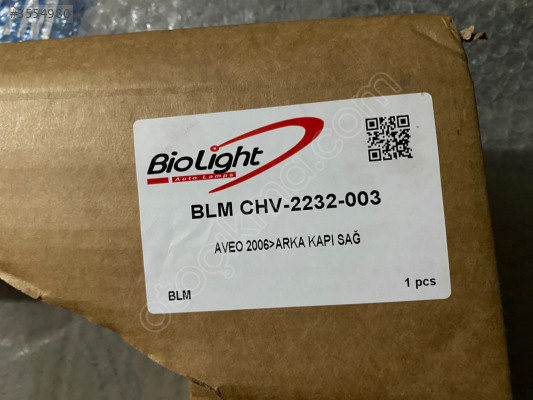 BioLight
Auto Lamps
BLM CHV-2232-003
AVEO 2006>ARKA KAPI SAĞ
BLM
1 pcs